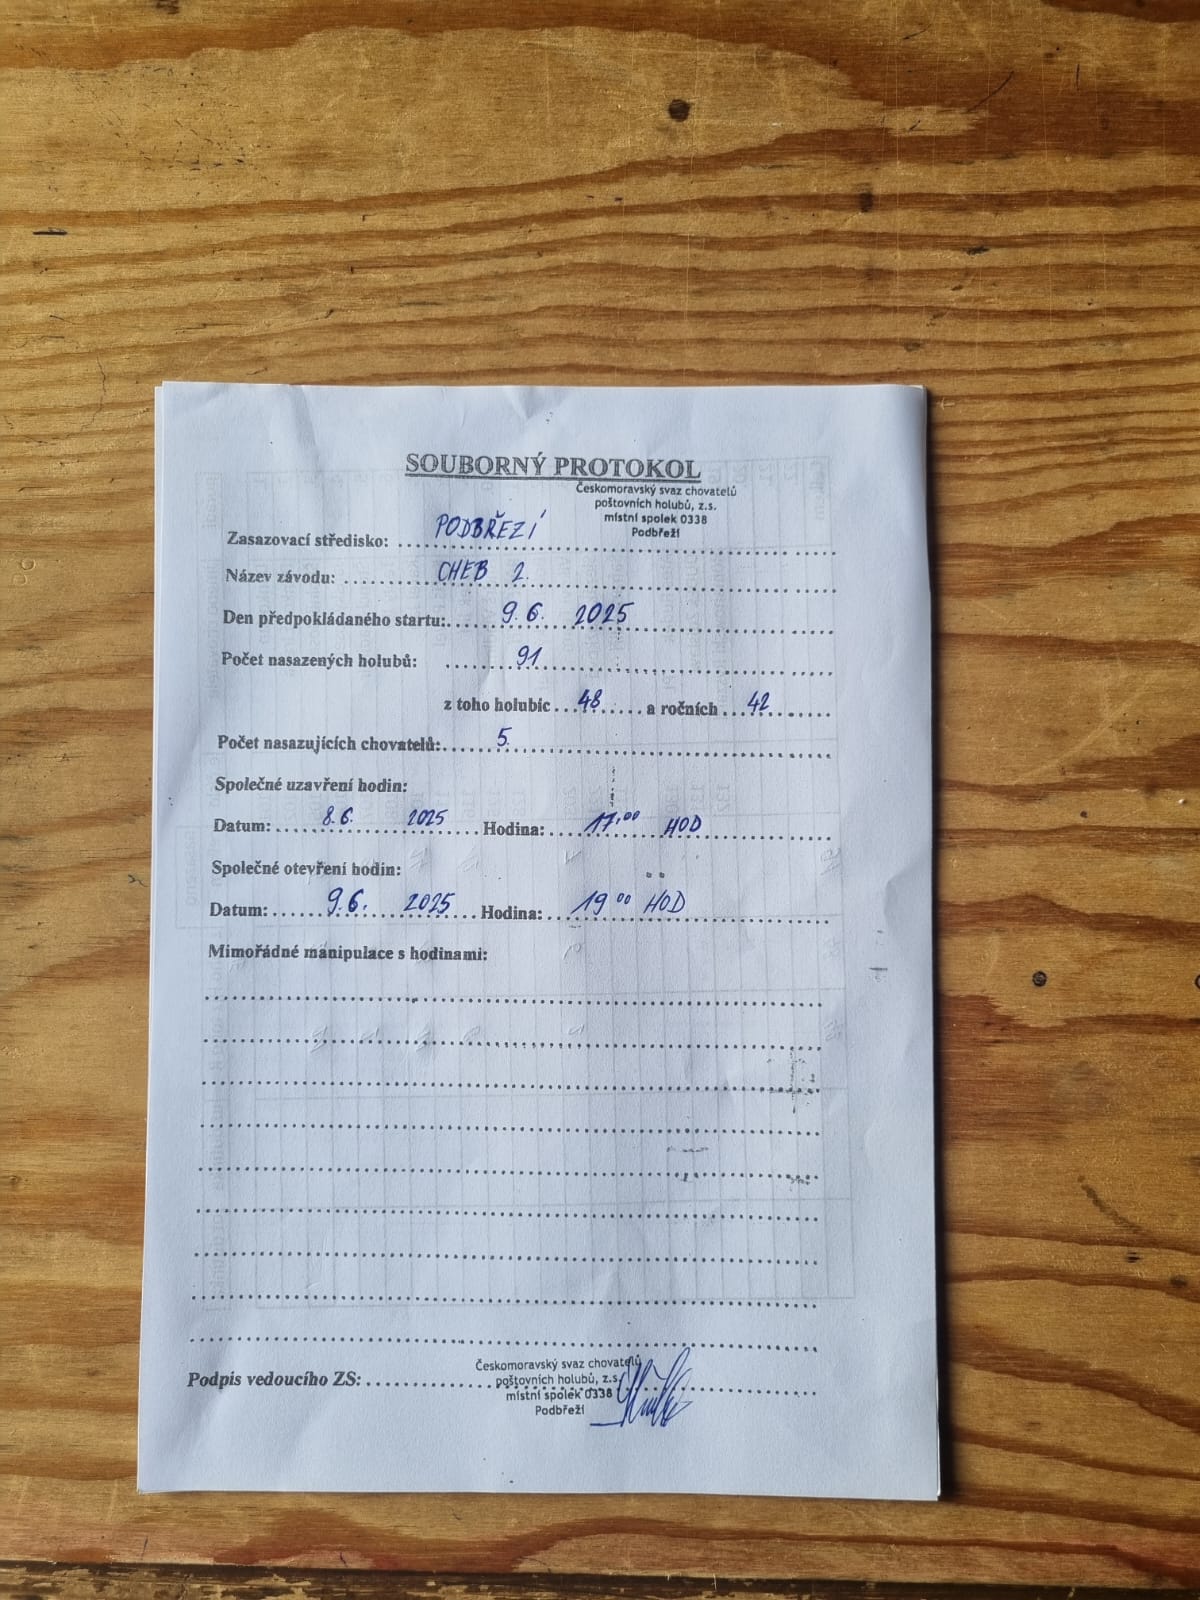 SOUBORNÝ PROTOKOL
Českomoravský svaz chovatelů
poštovních holubů, z.s.
místní spolek 0338
Podbřeží
Zasazovací středisko: PODBŘEZÍ
Název závodu: CHEB 2.
Den předpokládaného startu: 9.6. 2025
Počet nasazených holubů: 91
z toho holubic 48 a ročních 42
Počet nasazujících chovatelů: 5.
Společné uzavření hodin:
Datum: 8.6. 2025 Hodina: 17.00 HOD
Společné otevření hodin:
Datum: 9.6. 2025 Hodina: 19 00 HOD
Mimořádné manipulace s hodinami:
Podpis vedoucího ZS:
Českomoravský svaz chovatelů
poštovních holubů, z.s.
místní spolek 0338
Podbřeží